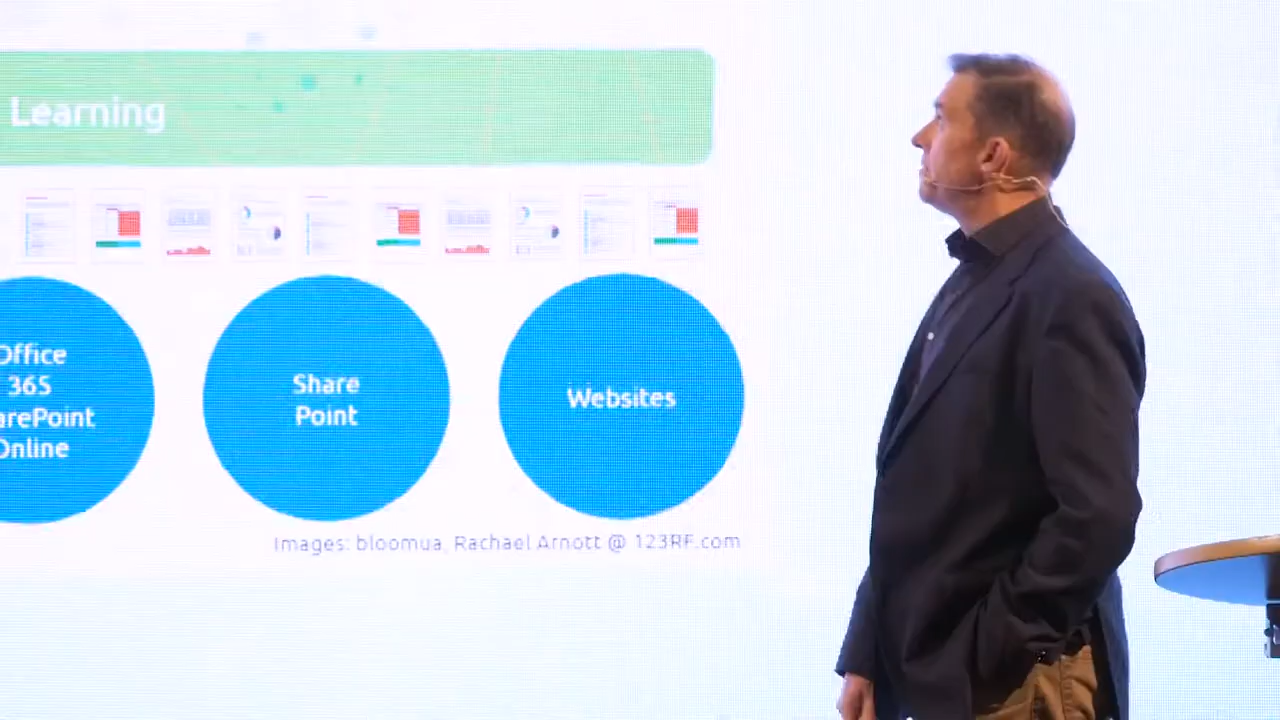 Learning
Office
365
arePoint
Online
Share
Point
Websites
Images: bloomua, Rachael Arnott @ 123RF.com